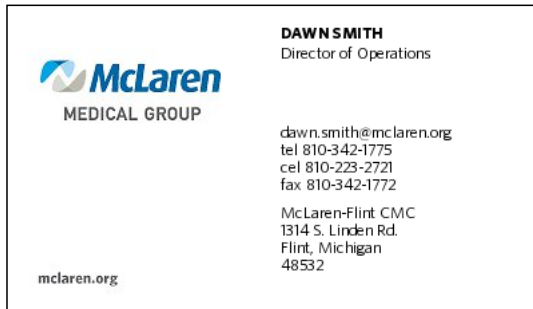 McLaren
MEDICAL GROUP
mclaren.org
DAWN SMITH
Director of Operations
dawn.smith@mclaren.org
tel 810-342-1775
cel 810-223-2721
fax 810-342-1772
McLaren-Flint CMC
1314 S. Linden Rd.
Flint, Michigan
48532